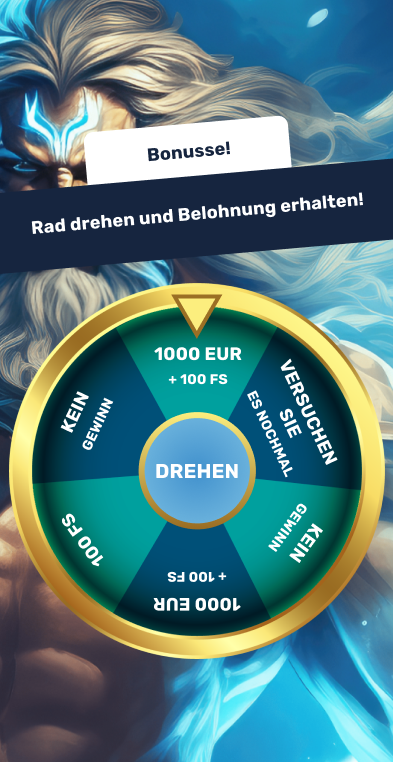 Bonusse!
Rad drehen und Belohnung erhalten!
1000 EUR
+ 100 FS
VERSUCHEN
SIE
ES NOCHMAL
KEIN
GEWINN
1000 EUR
+ 100 FS
100 FS
KEIN
GEWINN
DREHEN